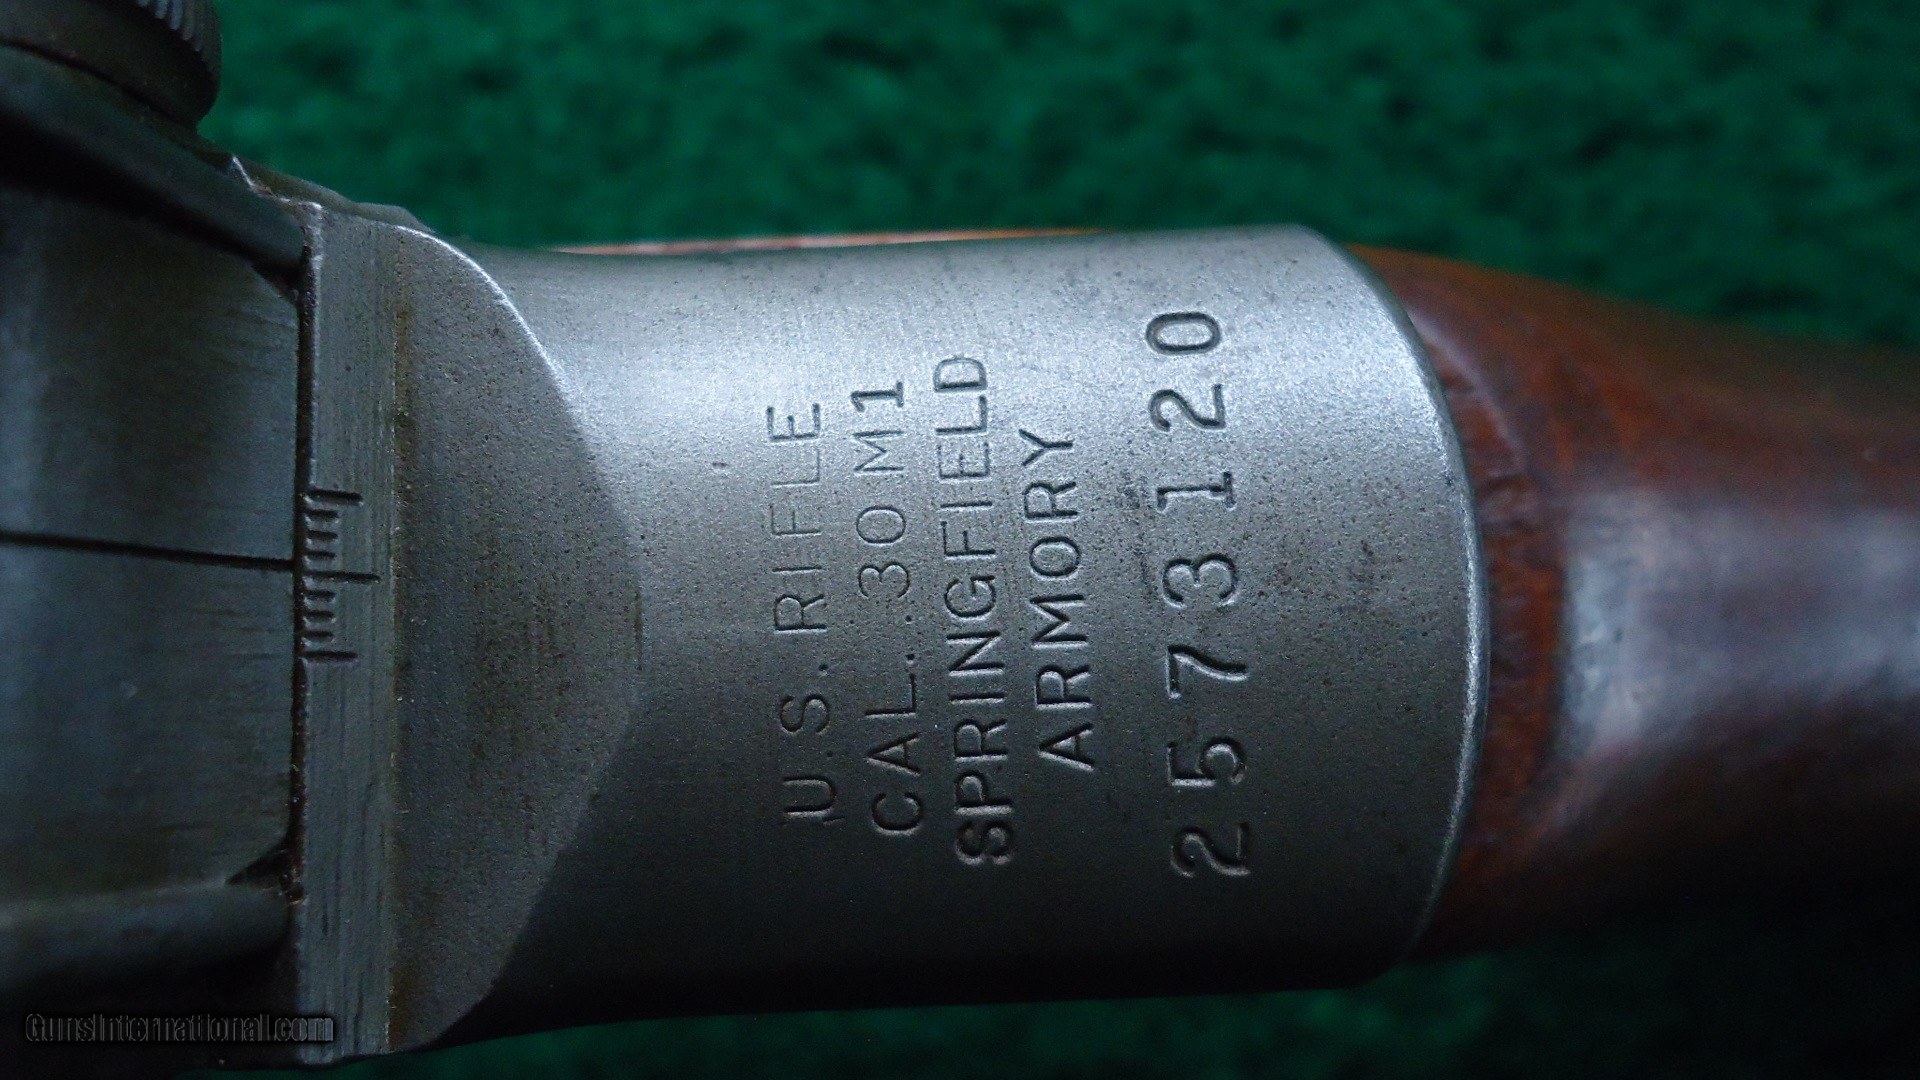 U.S. RIFLE
CAL. .30 M1
SPRINGFIELD
ARMORY
2573120
GunsInternational.com